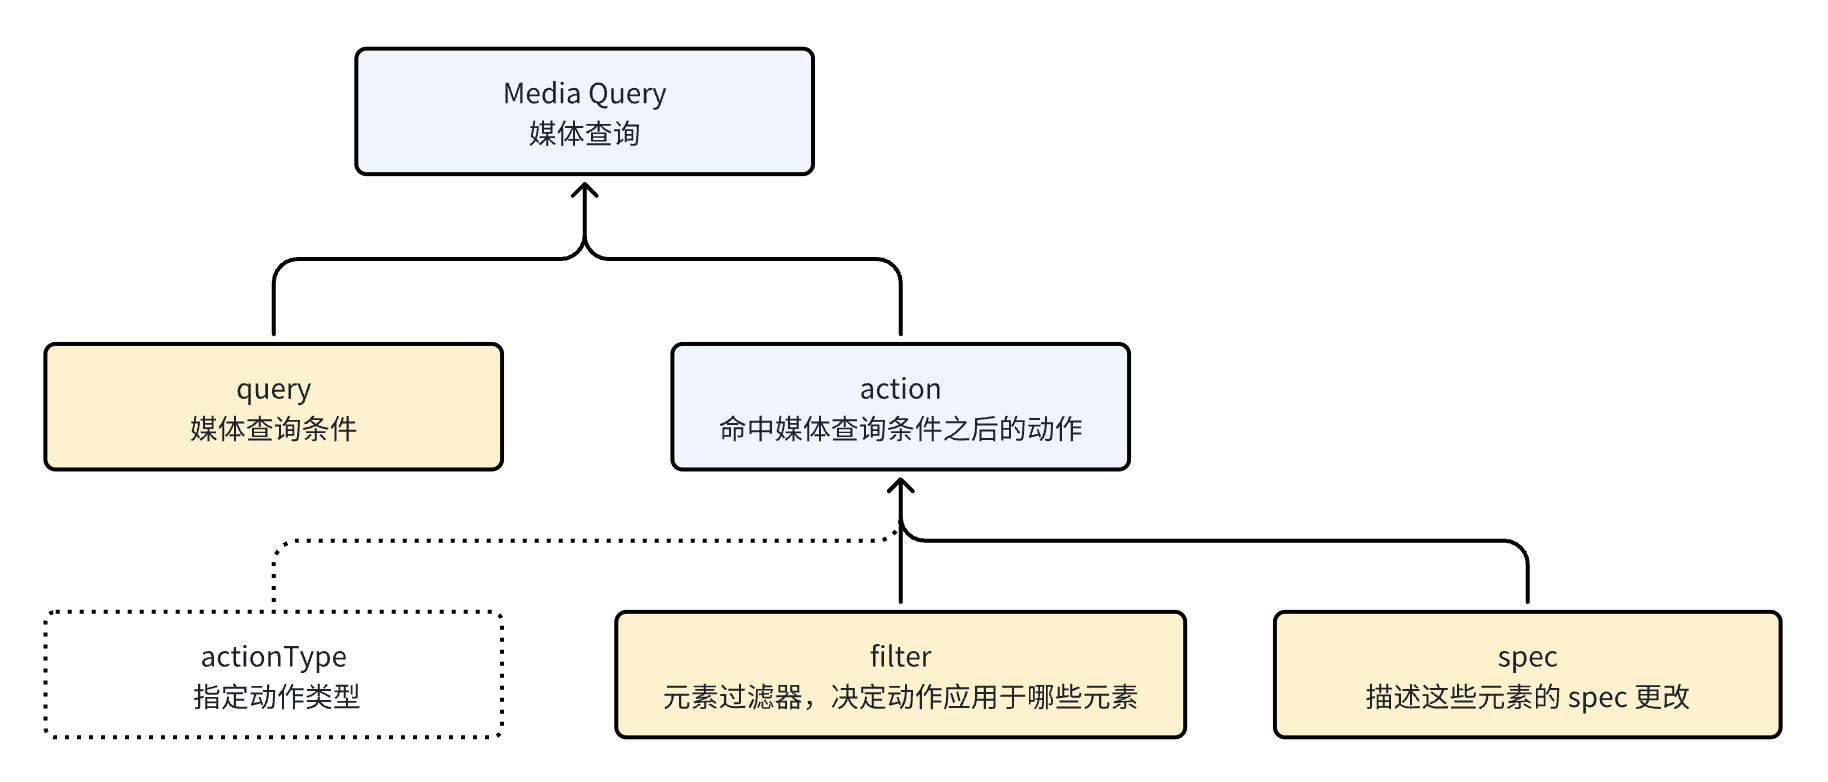 Media Query
媒体查询
query
媒体查询条件
action
命中媒体查询条件之后的动作
actionType
指定动作类型
filter
元素过滤器，决定动作应用于哪些元素
spec
描述这些元素的 spec 更改